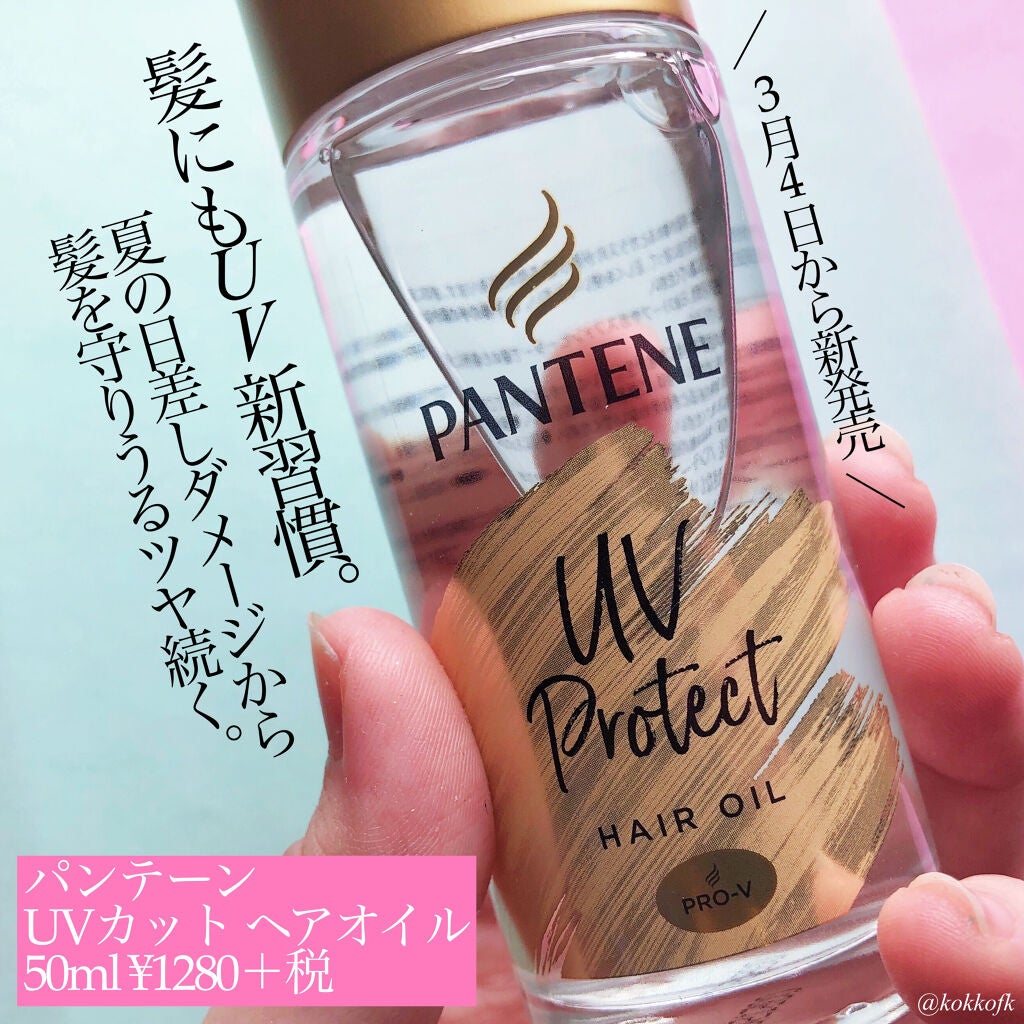 髪にもUV新習慣。
夏の日差しダメージから
髪を守りうるツヤ続く。
＼3月4日から新発売／
PANTENE
UV
Protect
HAIR OIL
PRO-V
パンテーン
UVカット ヘアオイル
50ml ¥1280＋税
@kokkofk